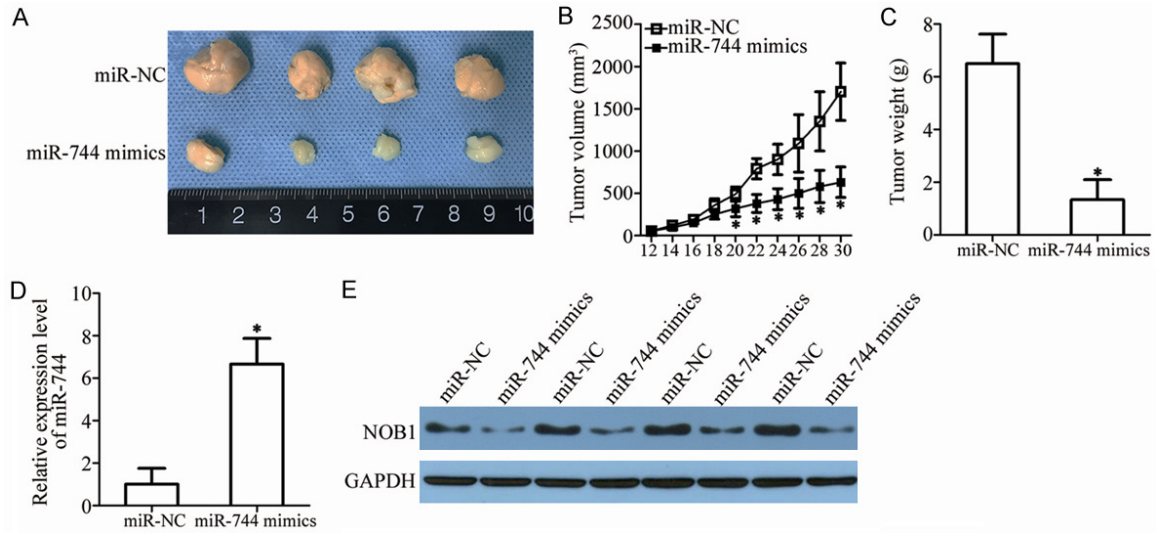 A
miR-NC
miR-744 mimics
1 2 3 4 5 6 7 8 9 10
B
miR-NC
miR-744 mimics
Tumor volume (mm³)
2500
2000
1500
1000
500
0
* * * * * *
12 14 16 18 20 22 24 26 28 30
C
Tumor weight (g)
8
6
4
2
0
*
miR-NC miR-744 mimics
D
Relative expression level
of miR-744
10
8
6
4
2
0
*
miR-NC miR-744 mimics
E
miR-NC
miR-744 mimics
miR-NC
miR-744 mimics
miR-NC
miR-744 mimics
miR-NC
miR-744 mimics
NOB1
GAPDH